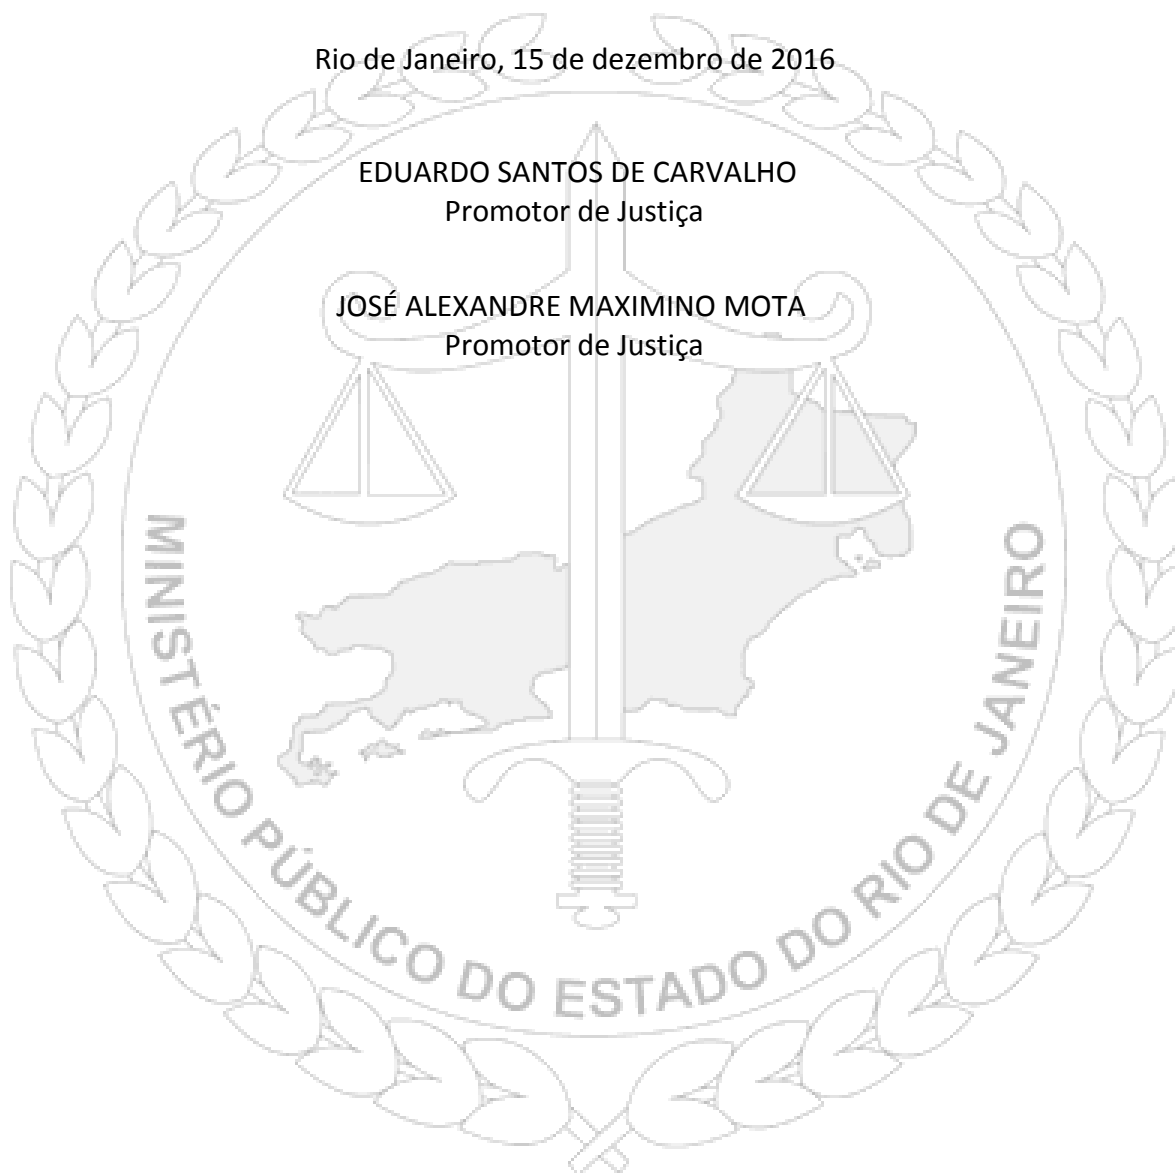 Rio de Janeiro, 15 de dezembro de 2016
EDUARDO SANTOS DE CARVALHO
Promotor de Justiça
JOSÉ ALEXANDRE MAXIMINO MOTA
Promotor de Justiça
MINISTÉRIO PÚBLICO DO ESTADO DO RIO DE JANEIRO